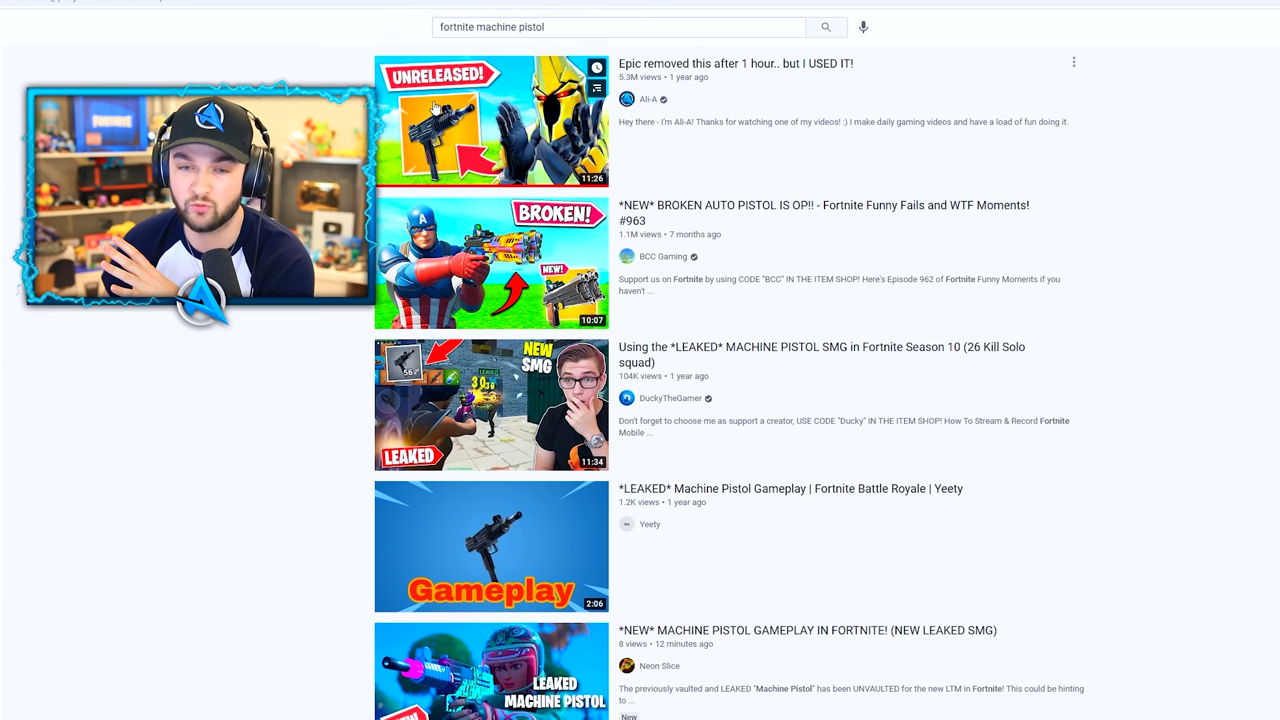 fortnite machine pistol
UNRELEASED!
11:26
Epic removed this after 1 hour.. but I USED IT!
5.3M views • 1 year ago
Ali-A
Hey there - I'm Ali-A! Thanks for watching one of my videos! :) I make daily gaming videos and have a load of fun doing it.
BROKEN!
NEW!
10:07
*NEW* BROKEN AUTO PISTOL IS OP!! - Fortnite Funny Fails and WTF Moments!
#963
1.1M views • 7 months ago
BCC Gaming
Support us on Fortnite by using CODE "BCC" IN THE ITEM SHOP! Here's Episode 962 of Fortnite Funny Moments if you
haven't ...
NEW
SMG
LEAKED
11:34
Using the *LEAKED* MACHINE PISTOL SMG in Fortnite Season 10 (26 Kill Solo
squad)
104K views • 1 year ago
DuckyTheGamer
Don't forget to choose me as support a creator, USE CODE "Ducky" IN THE ITEM SHOP! How To Stream & Record Fortnite
Mobile ...
Gameplay
2:06
*LEAKED* Machine Pistol Gameplay | Fortnite Battle Royale | Yeety
1.2K views • 1 year ago
Yeety
LEAKED
MACHINE PISTOL
*NEW* MACHINE PISTOL GAMEPLAY IN FORTNITE! (NEW LEAKED SMG)
8 views • 12 minutes ago
Neon Slice
The previously vaulted and LEAKED "Machine Pistol" has been UNVAULTED for the new LTM in Fortnite! This could be hinting
to ...
New